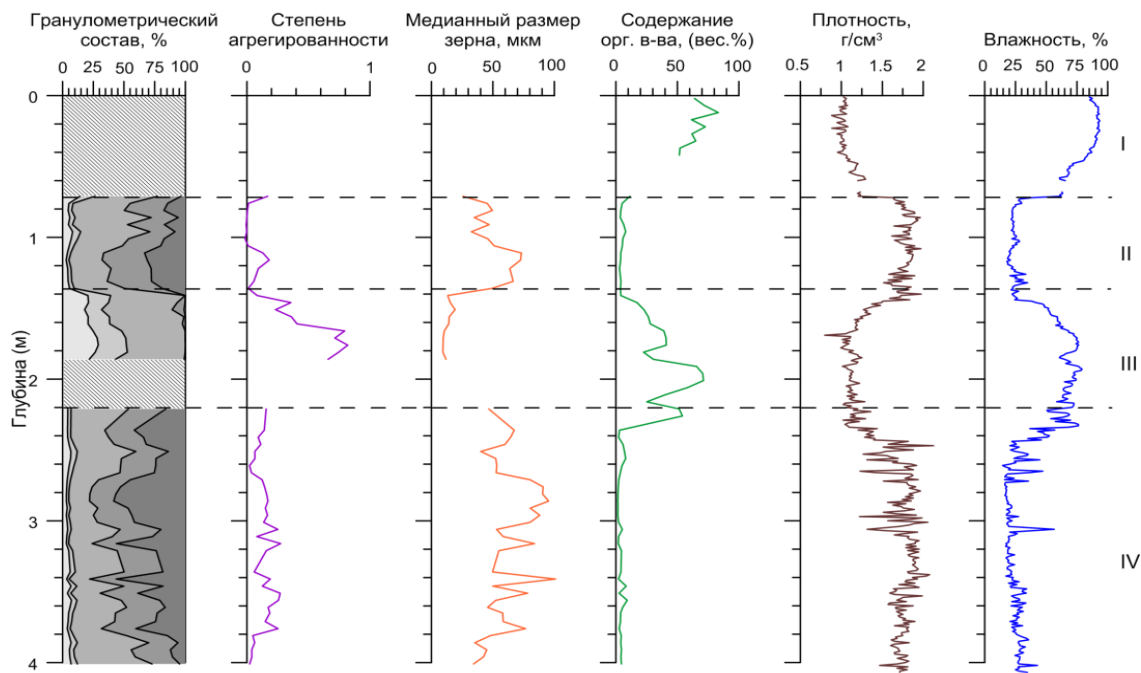 Гранулометрический
состав, %
Степень
агрегированности
Медианный размер
зерна, мкм
Содержание
орг. в-ва, (вес.%)
Плотность,
г/см³
Влажность, %
0 25 50 75 100
0 1
0 50 100
0 50 100
0.5 1 1.5 2
0 25 50 75 100
0
1
2
3
4
Глубина (м)
I
II
III
IV